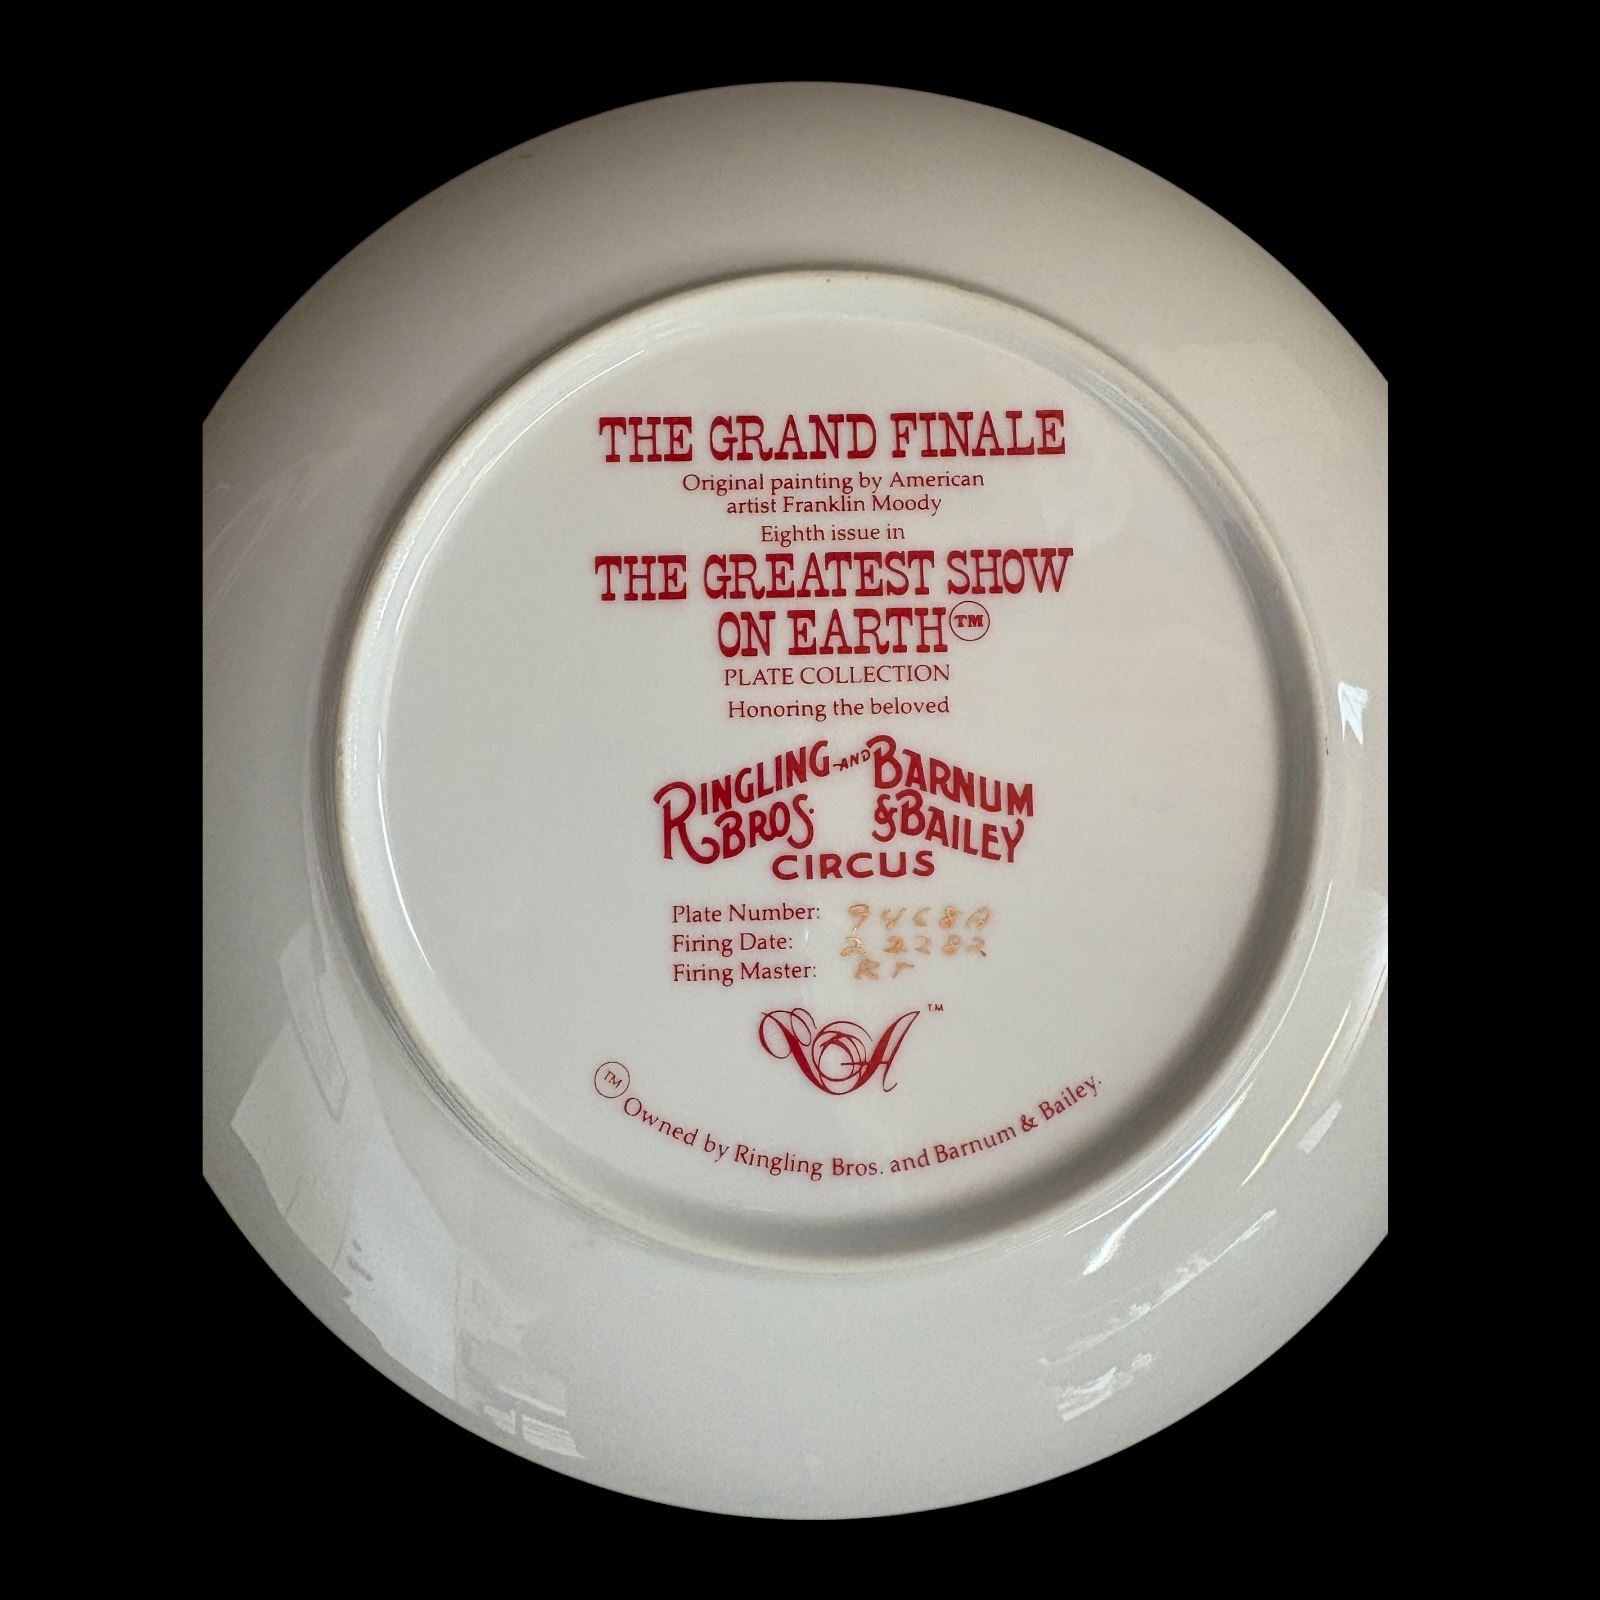 THE GRAND FINALE
Original painting by American
artist Franklin Moody
Eighth issue in
THE GREATEST SHOW
ON EARTH™
PLATE COLLECTION
Honoring the beloved
RINGLING BROS. AND BARNUM & BAILEY
CIRCUS
Plate Number:
Firing Date:
Firing Master:
VA™
TM Owned by Ringling Bros. and Barnum & Bailey.